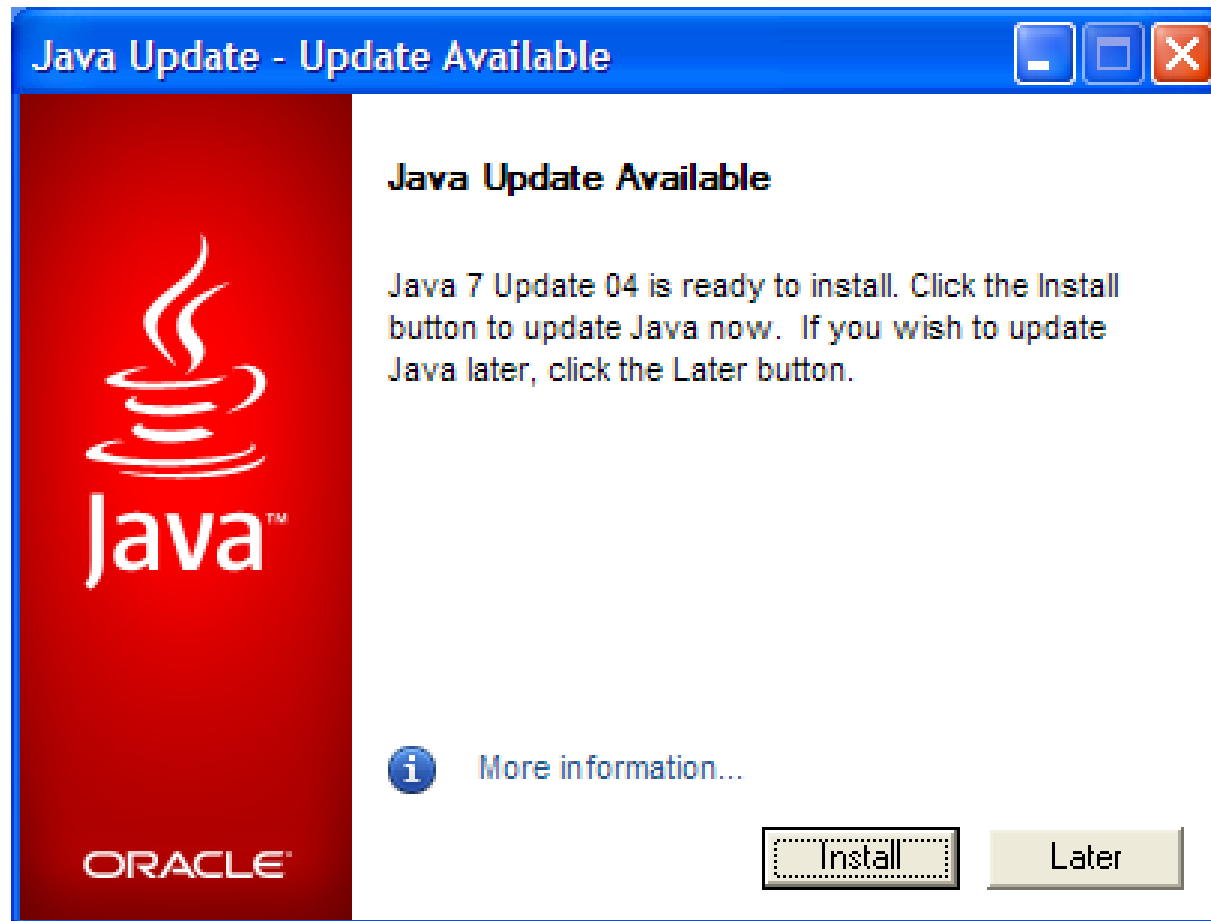 Java Update - Update Available
Java Update Available
Java 7 Update 04 is ready to install. Click the Install
button to update Java now.  If you wish to update
Java later, click the Later button.
Java™
More information...
ORACLE®
Install
Later